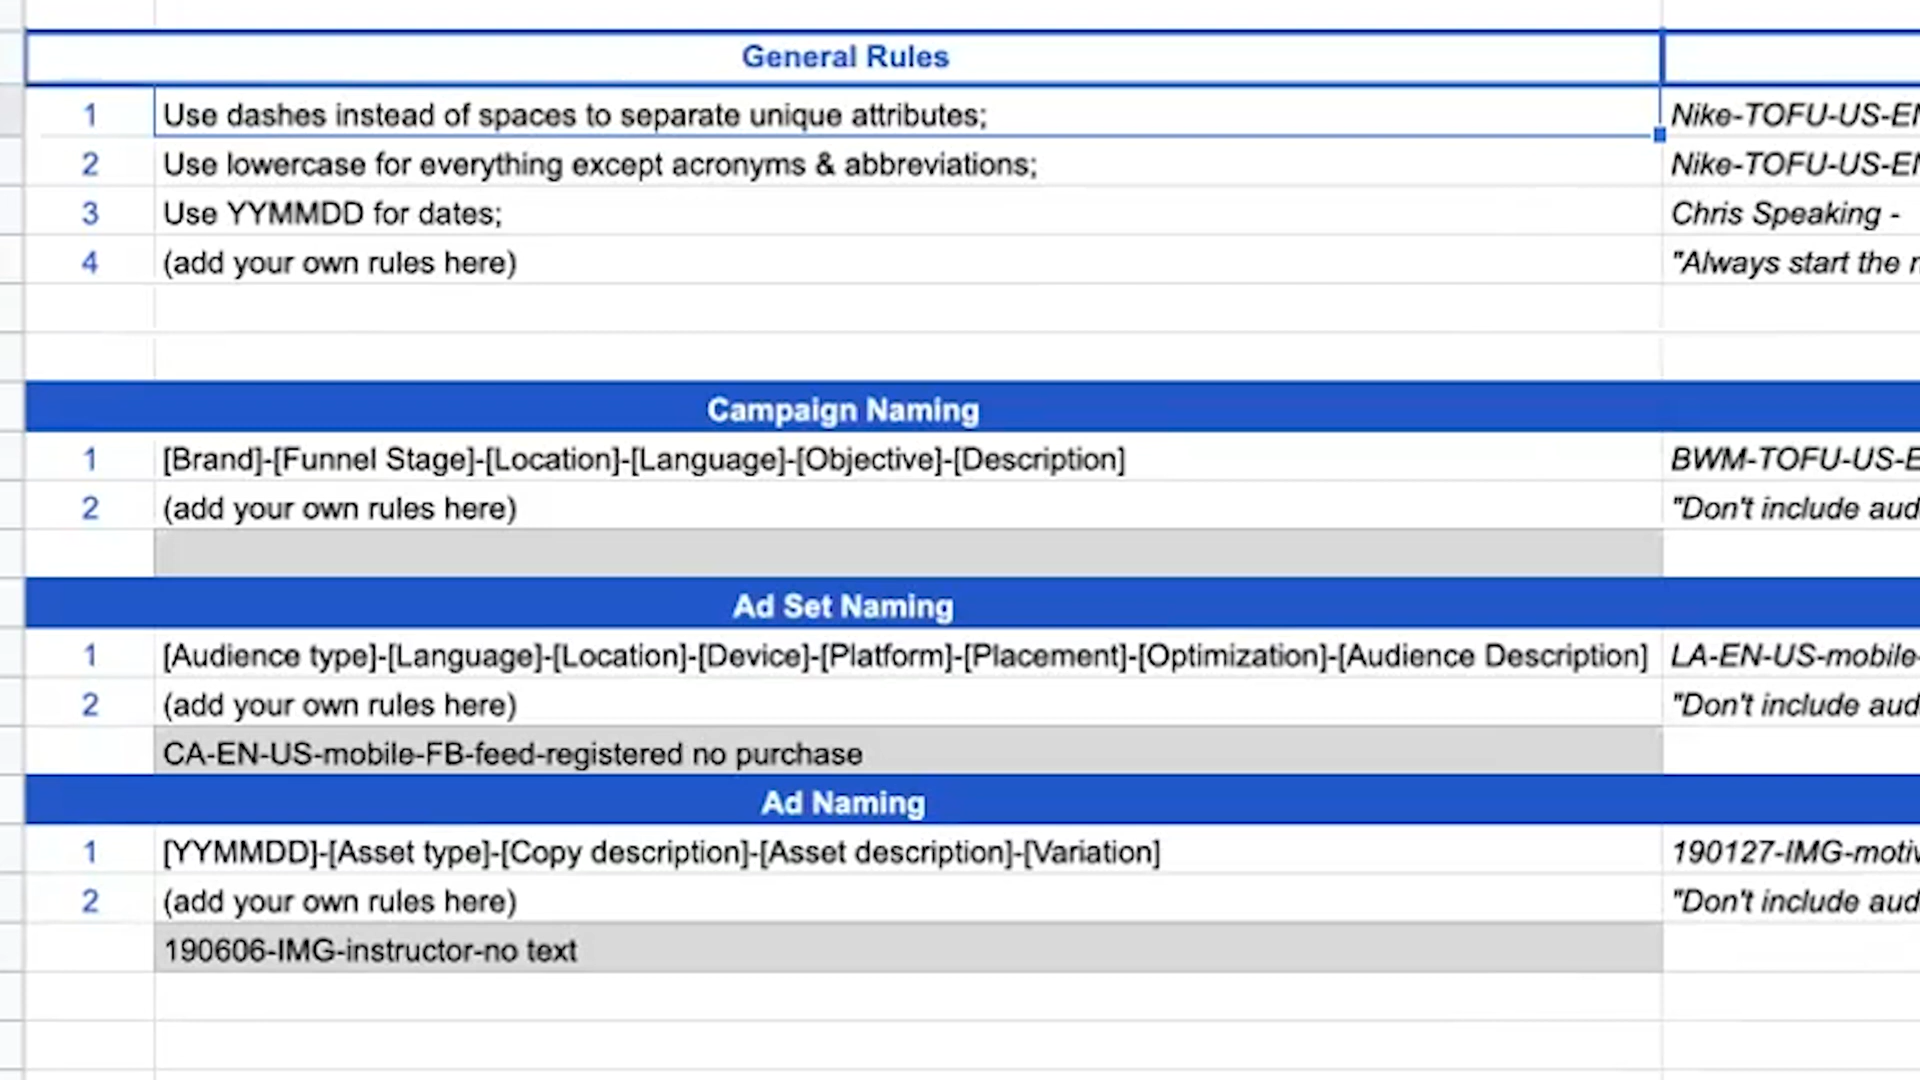 General Rules
1 Use dashes instead of spaces to separate unique attributes; Nike-TOFU-US-EN
2 Use lowercase for everything except acronyms & abbreviations; Nike-TOFU-US-EN
3 Use YYMMDD for dates; Chris Speaking -
4 (add your own rules here) "Always start the
Campaign Naming
1 [Brand]-[Funnel Stage]-[Location]-[Language]-[Objective]-[Description] BWM-TOFU-US-E
2 (add your own rules here) "Don't include aud
Ad Set Naming
1 [Audience type]-[Language]-[Location]-[Device]-[Platform]-[Placement]-[Optimization]-[Audience Description] LA-EN-US-mobile-
2 (add your own rules here) "Don't include aud
CA-EN-US-mobile-FB-feed-registered no purchase
Ad Naming
1 [YYMMDD]-[Asset type]-[Copy description]-[Asset description]-[Variation] 190127-IMG-motiv
2 (add your own rules here) "Don't include aud
190606-IMG-instructor-no text